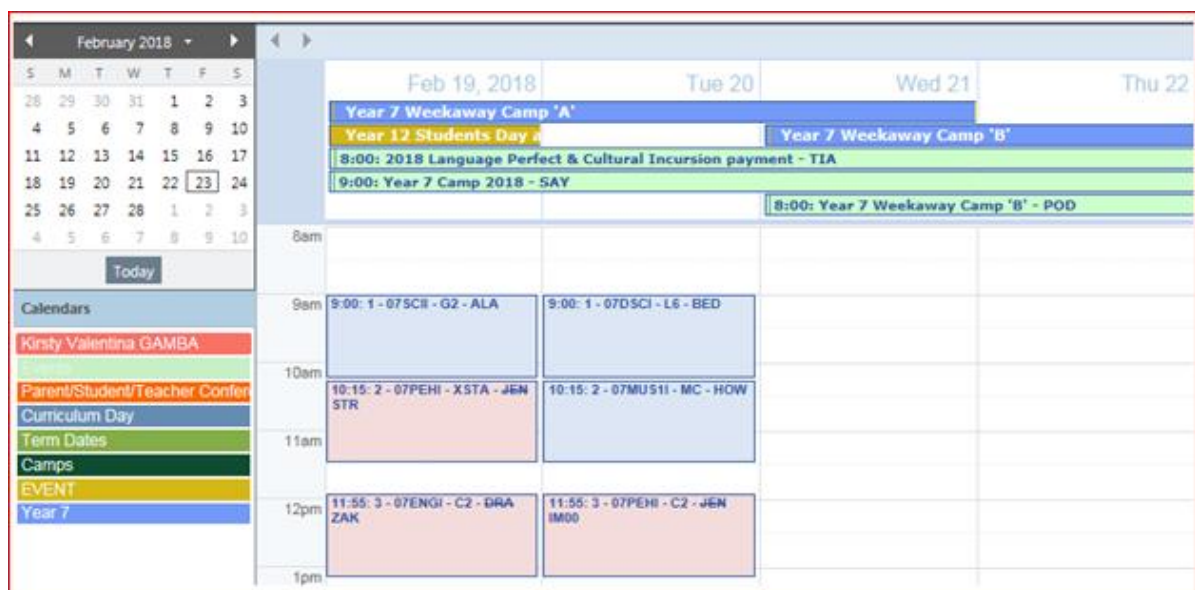 February 2018
S M T W T F S
28 29 30 31 1 2 3
4 5 6 7 8 9 10
11 12 13 14 15 16 17
18 19 20 21 22 23 24
25 26 27 28 1 2 3
4 5 6 7 8 9 10
Today
Calendars
Kirsty Valentina GAMBA
Events
Parent/Student/Teacher Confere
Curriculum Day
Term Dates
Camps
EVENT
Year 7
Feb 19, 2018 Tue 20 Wed 21 Thu 22
Year 7 Weekaway Camp 'A'
Year 12 Students Day a Year 7 Weekaway Camp 'B'
8:00: 2018 Language Perfect & Cultural Incursion payment - TIA
9:00: Year 7 Camp 2018 - SAY
8:00: Year 7 Weekaway Camp 'B' - POD
8am
9am 9:00: 1 - 07SCII - G2 - ALA 9:00: 1 - 07DSCI - L6 - BED
10am
10:15: 2 - 07PEHI - XSTA - JEN 10:15: 2 - 07MUS1I - MC - HOW
STR
11am
11:55: 3 - 07ENGI - C2 - DRA 11:55: 3 - 07PEHI - C2 - JEN
12pm ZAK IM00
1pm